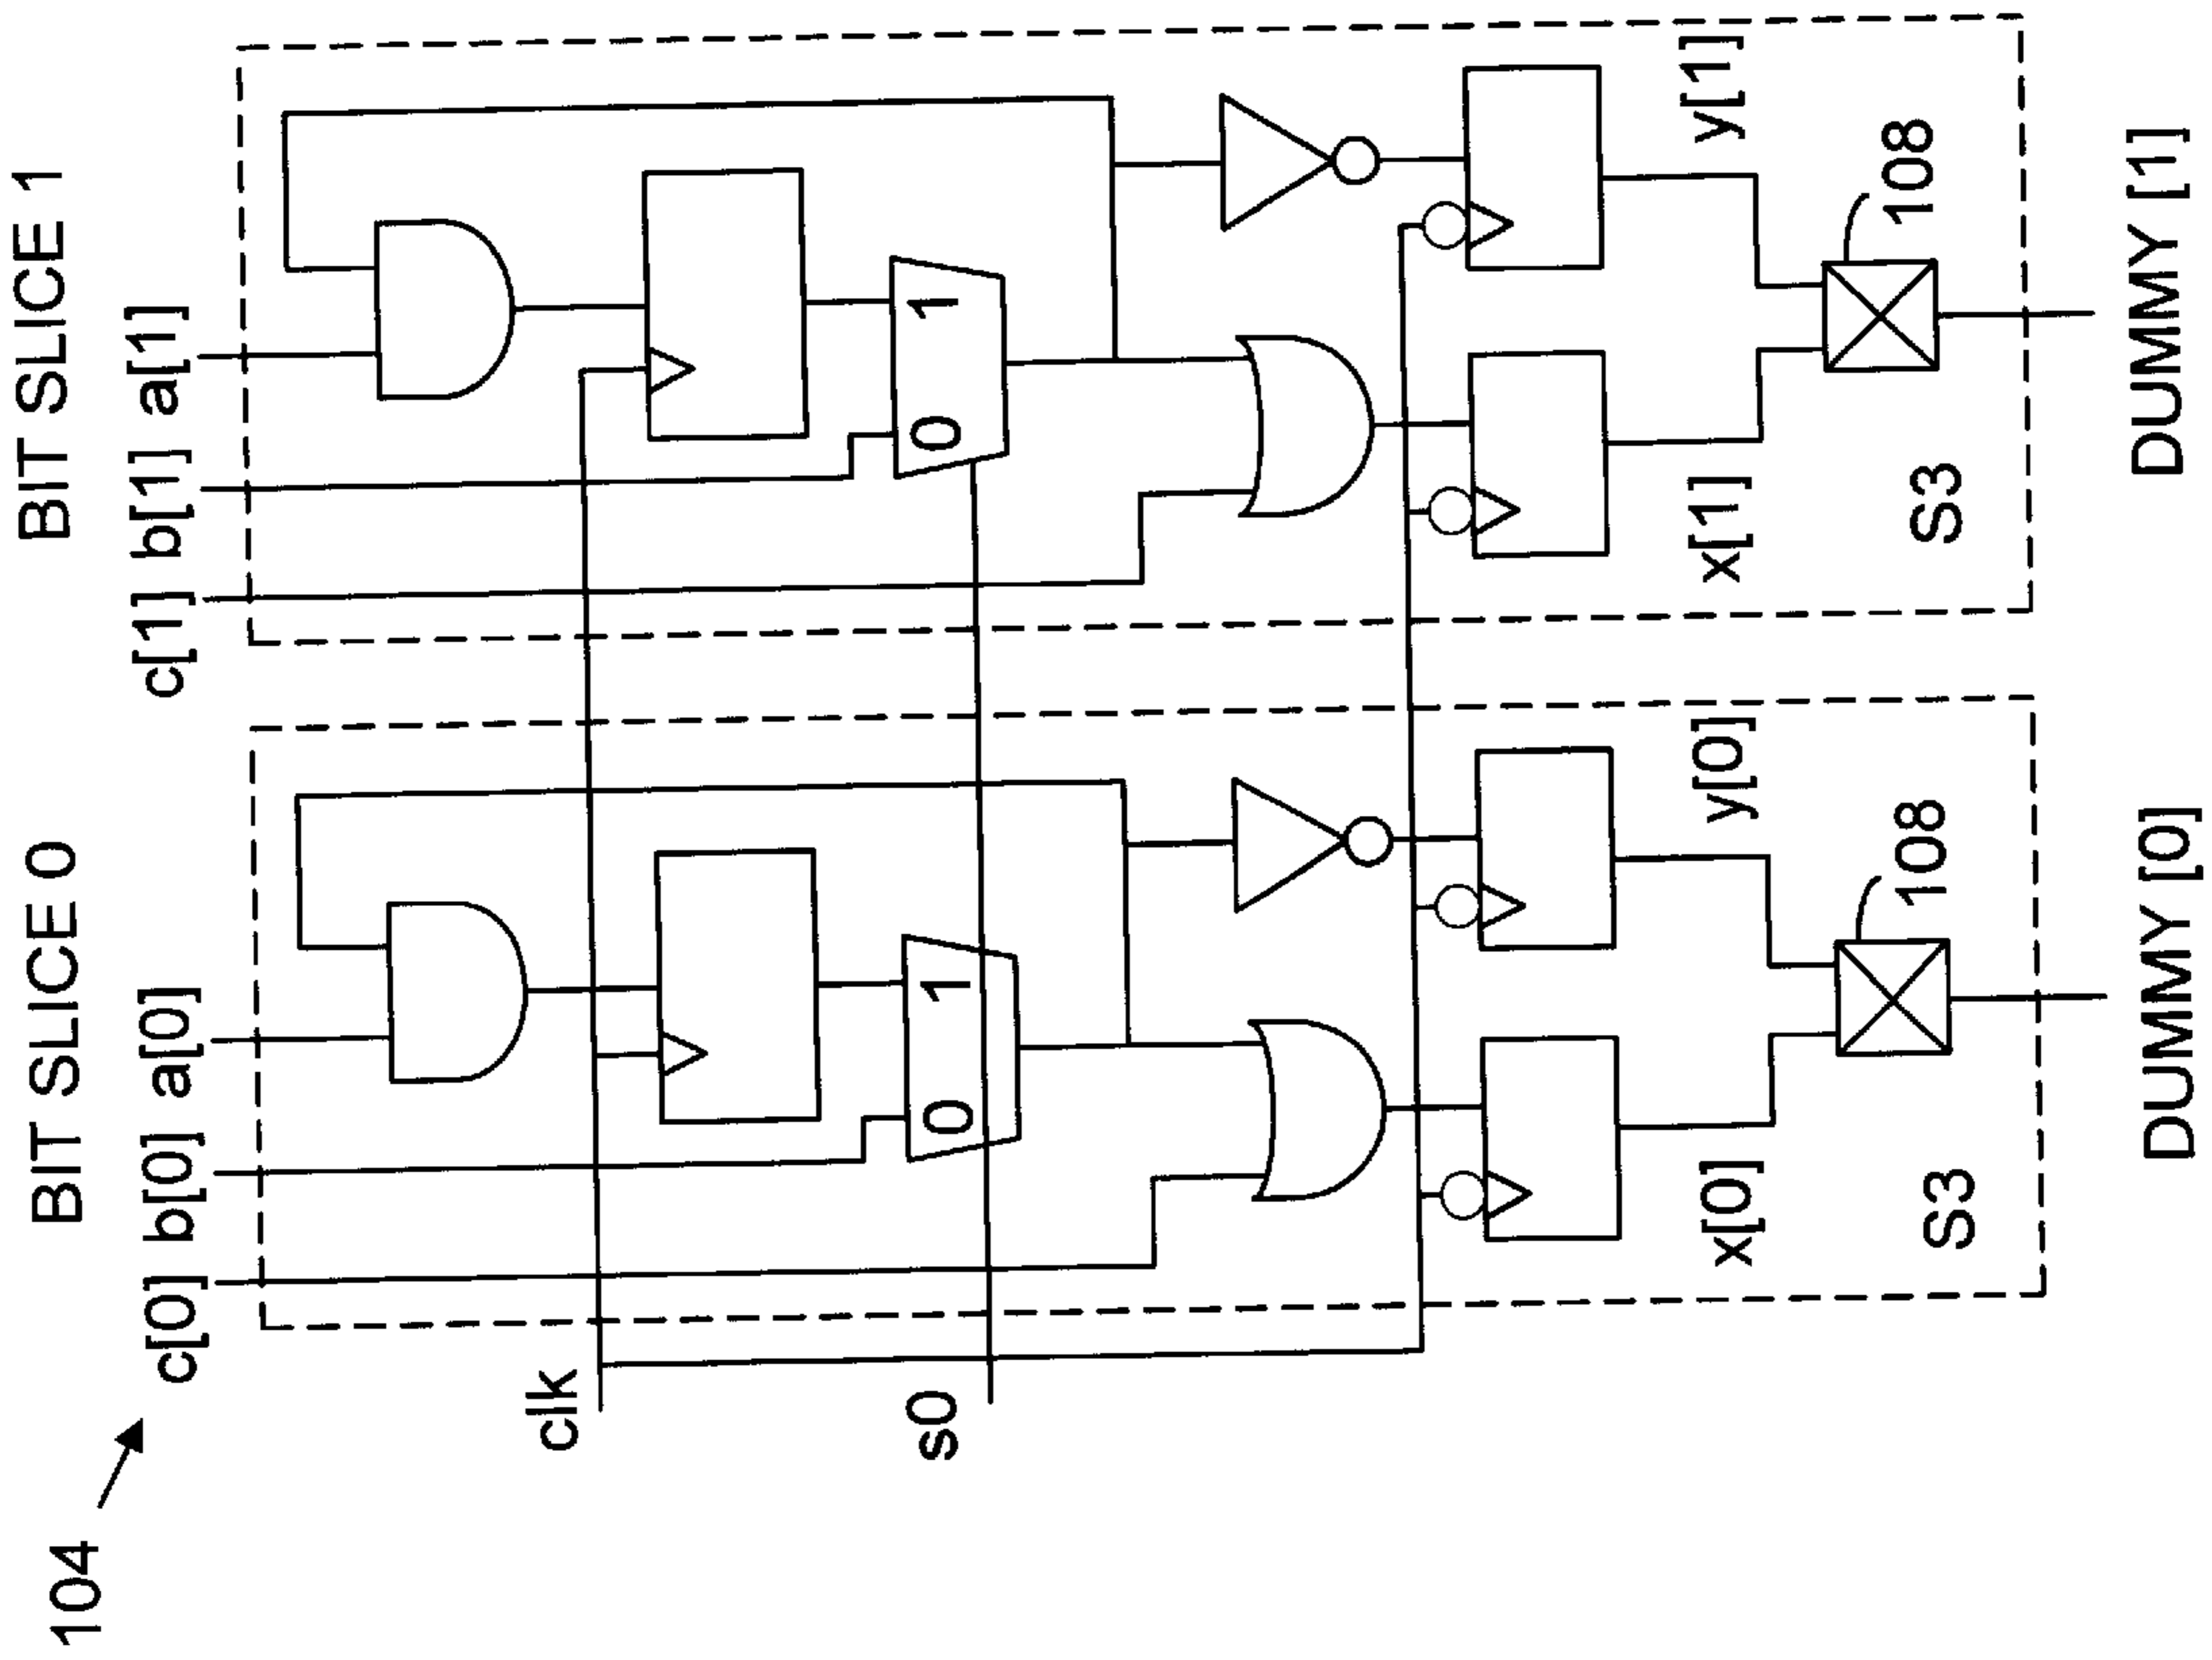 104
BIT SLICE 0
BIT SLICE 1
c[0] b[0] a[0]
c[1] b[1] a[1]
clk
s0
0 1
0 1
x[0]
y[0]
x[1]
y[1]
S3
108
S3
108
DUMMY [0]
DUMMY [1]